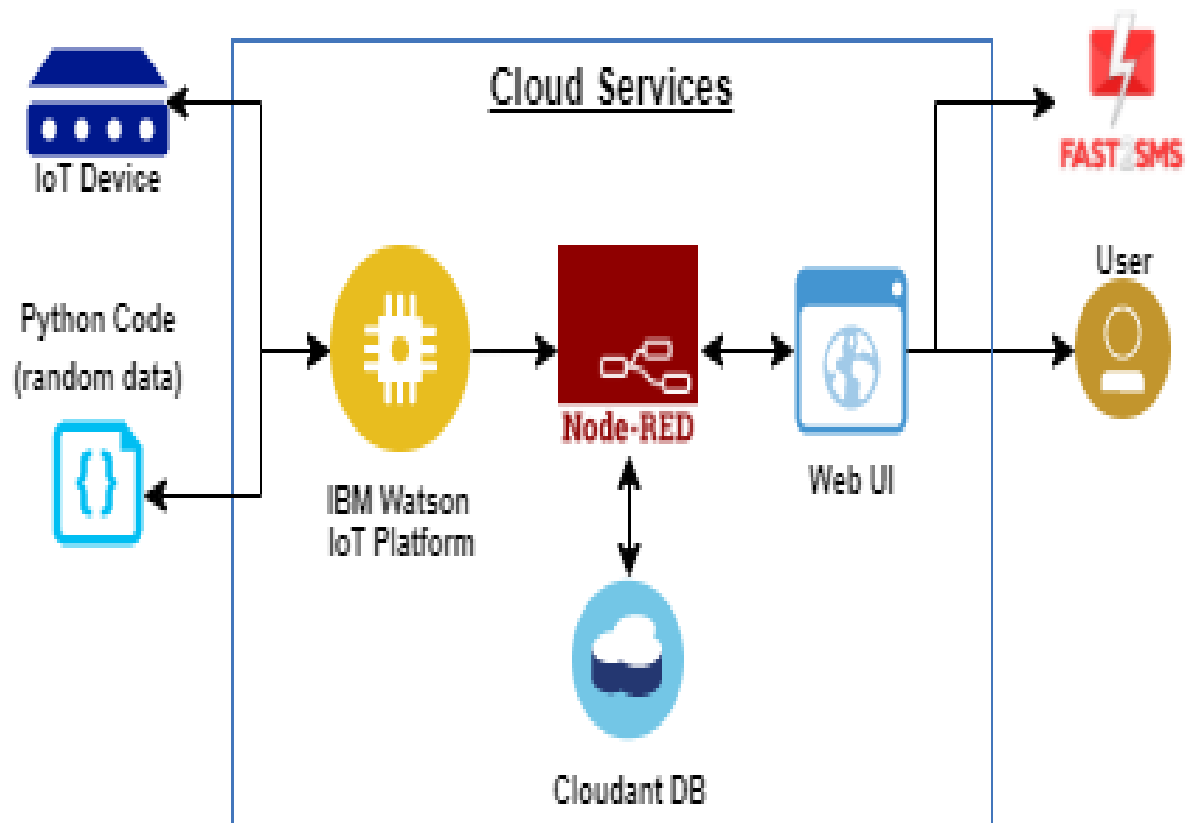 Cloud Services
IoT Device
FAST2SMS
User
Python Code
(random data)
{}
Node-RED
IBM Watson
IoT Platform
Web UI
Cloudant DB